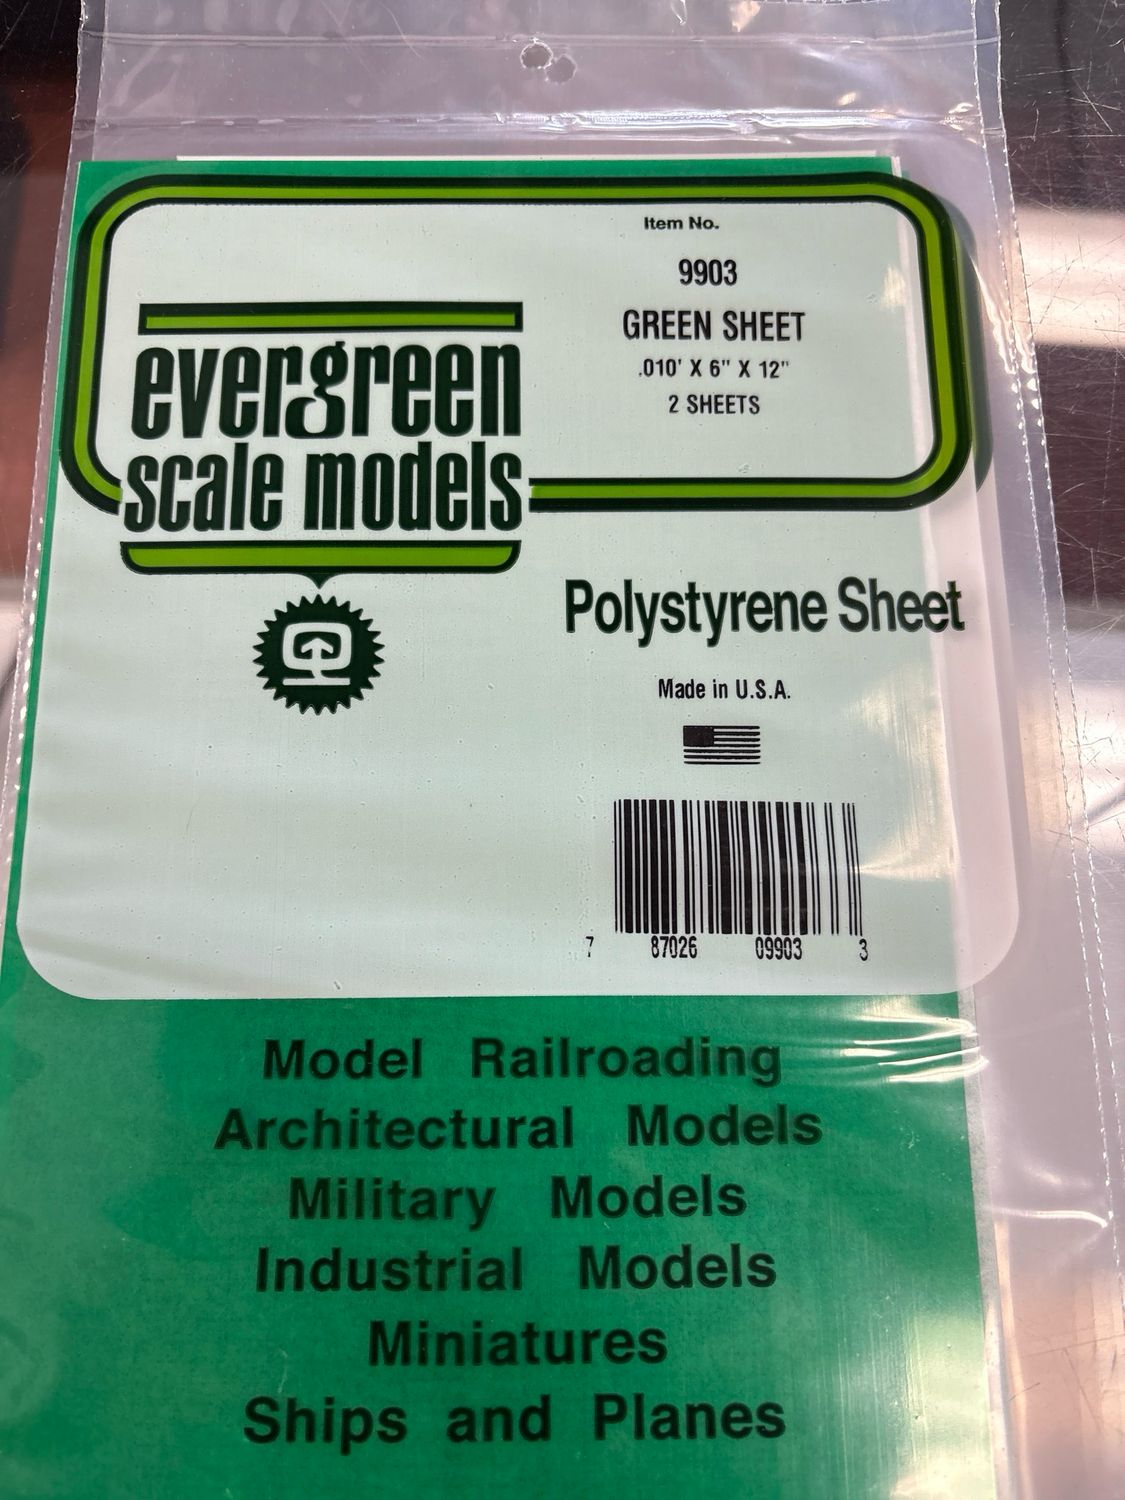 Item No.
9903
GREEN SHEET
.010' X 6" X 12"
2 SHEETS
evergreen
scale models
Polystyrene Sheet
Made in U.S.A.
7 87026 09903 3
Model Railroading
Architectural Models
Military Models
Industrial Models
Miniatures
Ships and Planes